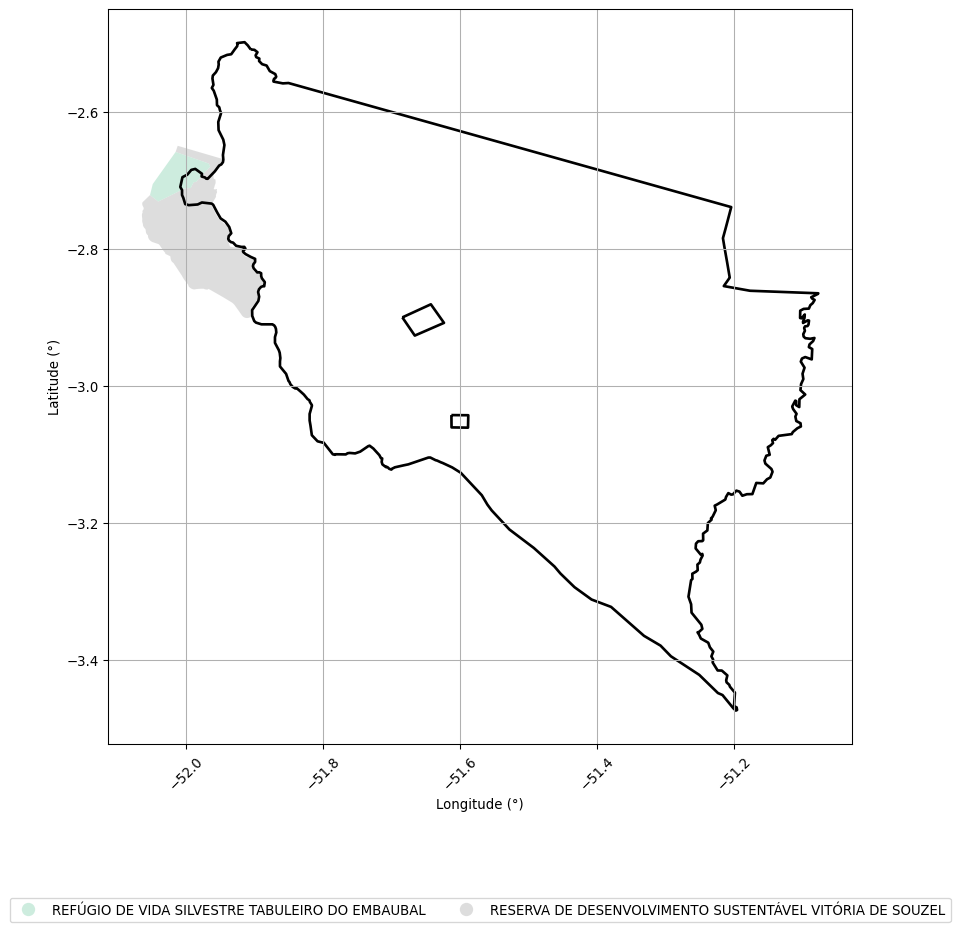 −2.6
−2.8
−3.0
−3.2
−3.4
Latitude (°)
−52.0
−51.8
−51.6
−51.4
−51.2
Longitude (°)
REFÚGIO DE VIDA SILVESTRE TABULEIRO DO EMBAUBAL
RESERVA DE DESENVOLVIMENTO SUSTENTÁVEL VITÓRIA DE SOUZEL